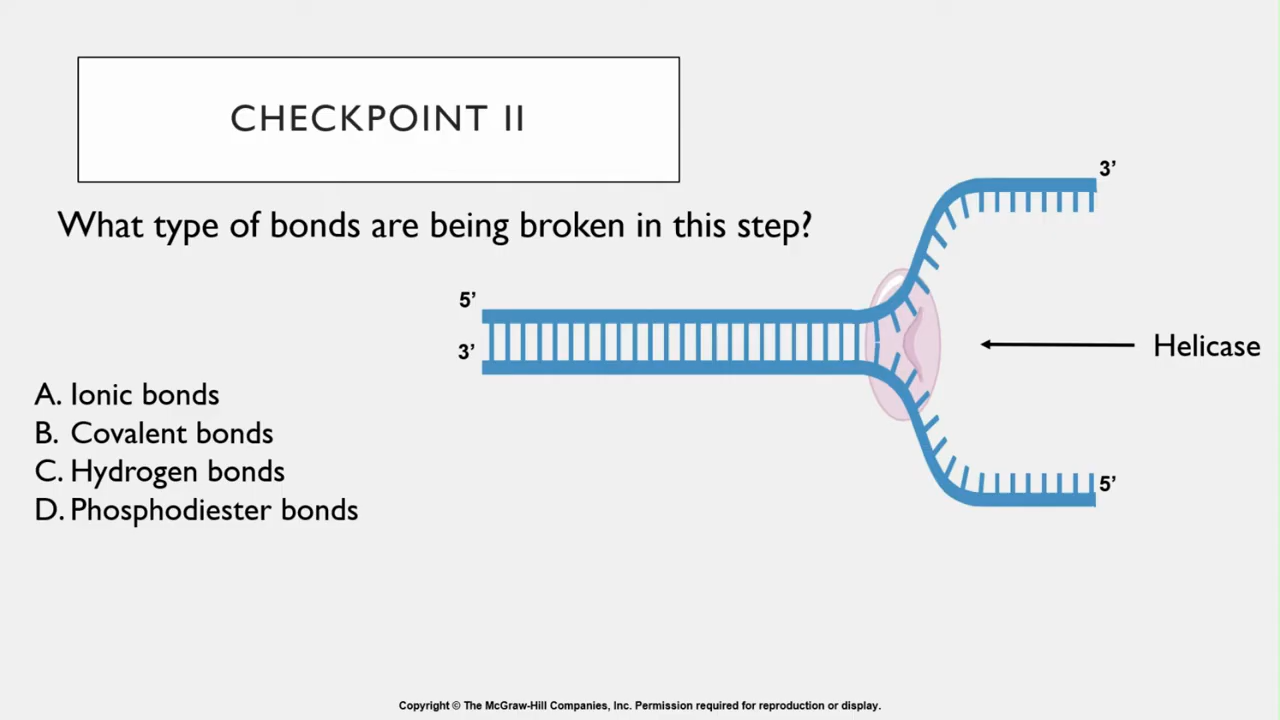 CHECKPOINT II
What type of bonds are being broken in this step?
3’
5’
3’
Helicase
A. Ionic bonds
B. Covalent bonds
C. Hydrogen bonds
D. Phosphodiester bonds
5’
Copyright © The McGraw-Hill Companies, Inc. Permission required for reproduction or display.